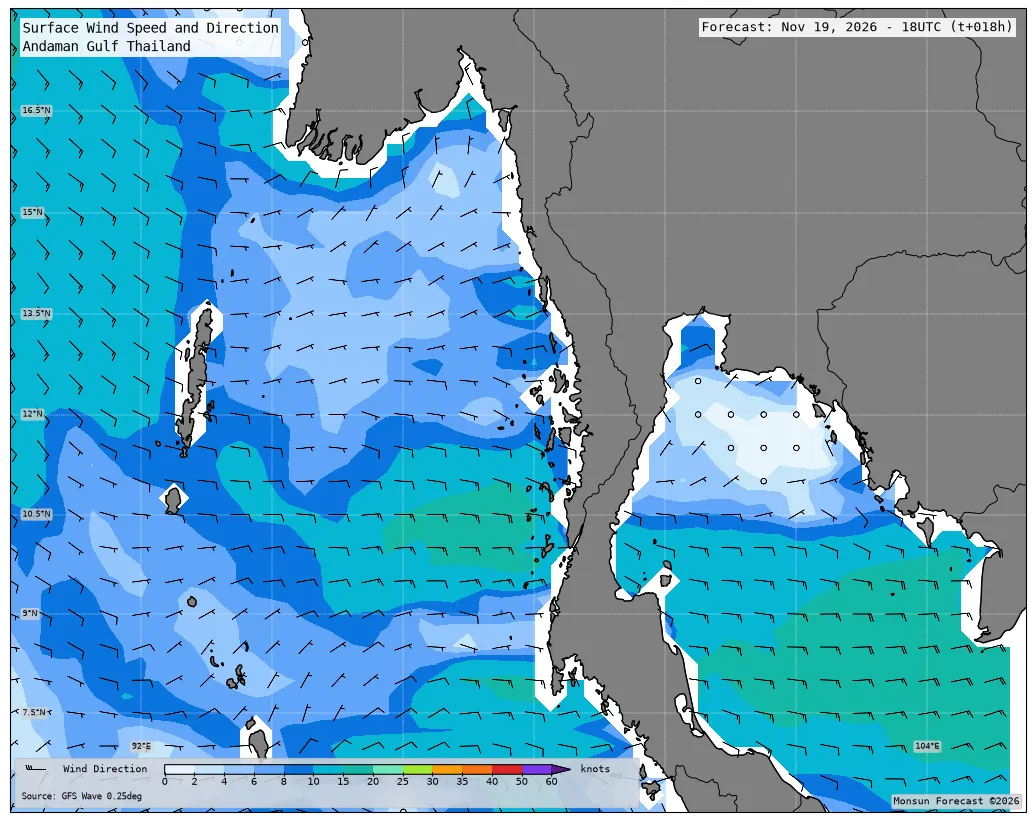 Surface Wind Speed and Direction
Andaman Gulf Thailand
Forecast: Nov 19, 2026 - 18UTC (t+018h)
16.5°N
15°N
13.5°N
12°N
10.5°N
9°N
7.5°N
92°E
104°E
Wind Direction
0 2 4 6 8 10 15 20 25 30 35 40 50 60
knots
Source: GFS Wave 0.25deg
Monsun Forecast ©2026